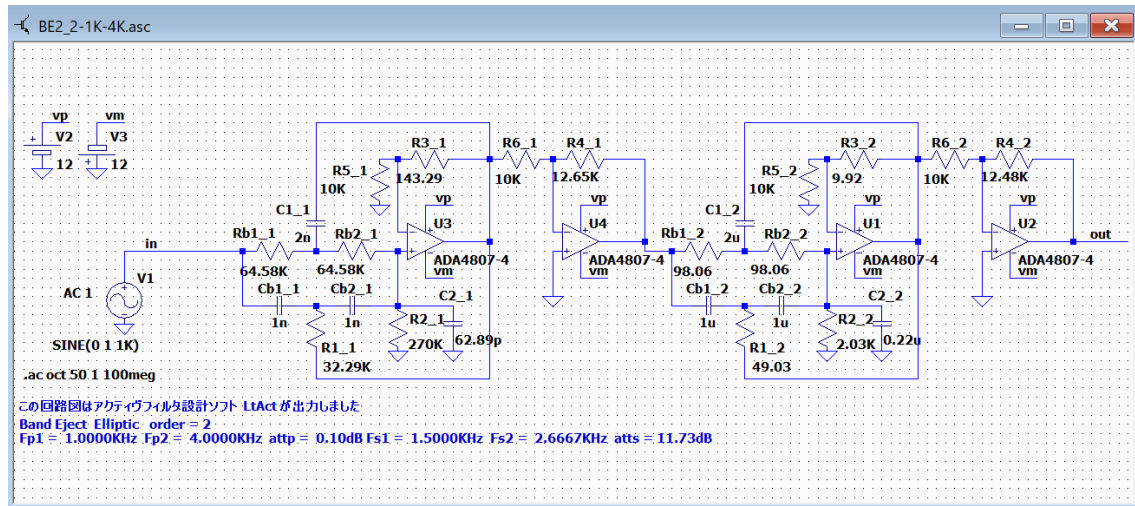 BE2_2-1K-4K.asc
vp
vm
V2
V3
12
12
R3_1
R6_1
R4_1
R3_2
R6_2
R4_2
R5_1
143.29
10K
12.65K
R5_2
9.92
10K
12.48K
10K
vp
vp
10K
vp
vp
C1_1
U3
U4
C1_2
U1
U2
in
Rb1_1
2n
Rb2_1
Rb1_2
2u
Rb2_2
out
ADA4807-4
ADA4807-4
ADA4807-4
ADA4807-4
64.58K
64.58K
vm
vm
98.06
98.06
vm
vm
V1
AC 1
Cb1_1
Cb2_1
C2_1
Cb1_2
Cb2_2
C2_2
1n
1n
R2_1
62.89p
1u
1u
R2_2
0.22u
SINE(0 1 1K)
R1_1
270K
R1_2
2.03K
32.29K
49.03
.ac oct 50 1 100meg
この回路図はアクティヴフィルタ設計ソフト LtAct が出力しました
Band Eject Elliptic order = 2
Fp1 = 1.0000KHz Fp2 = 4.0000KHz attp = 0.10dB Fs1 = 1.5000KHz Fs2 = 2.6667KHz atts = 11.73dB